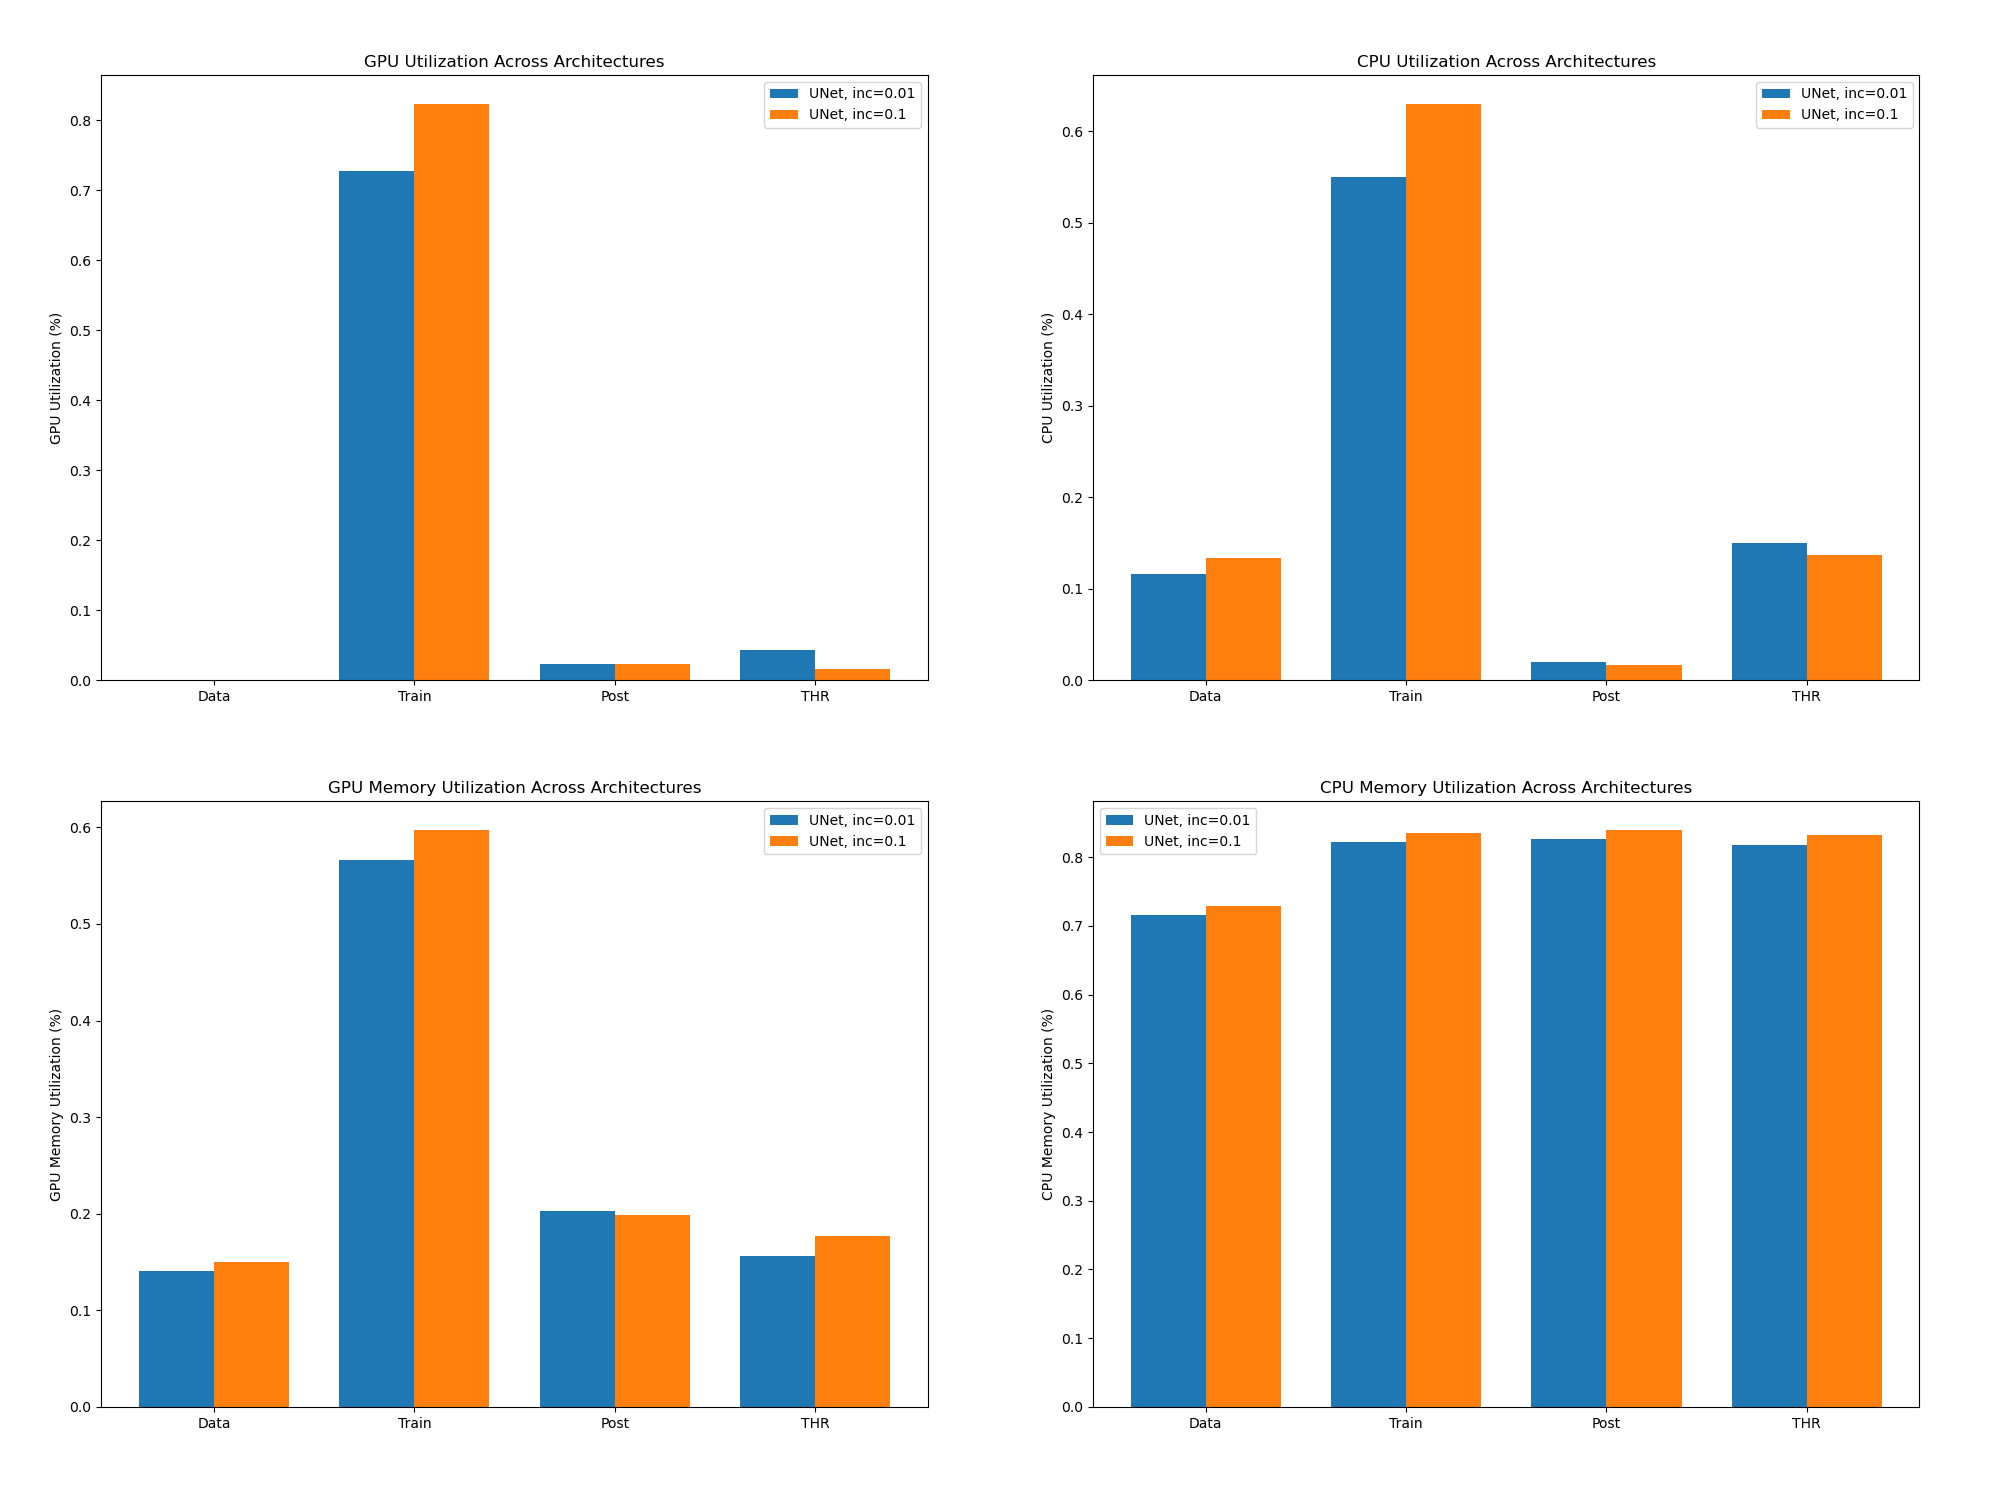 GPU Utilization Across Architectures
UNet, inc=0.01
UNet, inc=0.1
GPU Utilization (%)
0.8
0.7
0.6
0.5
0.4
0.3
0.2
0.1
0.0
Data Train Post THR
CPU Utilization Across Architectures
UNet, inc=0.01
UNet, inc=0.1
CPU Utilization (%)
0.6
0.5
0.4
0.3
0.2
0.1
0.0
Data Train Post THR
GPU Memory Utilization Across Architectures
UNet, inc=0.01
UNet, inc=0.1
GPU Memory Utilization (%)
0.6
0.5
0.4
0.3
0.2
0.1
0.0
Data Train Post THR
CPU Memory Utilization Across Architectures
UNet, inc=0.01
UNet, inc=0.1
CPU Memory Utilization (%)
0.8
0.7
0.6
0.5
0.4
0.3
0.2
0.1
0.0
Data Train Post THR